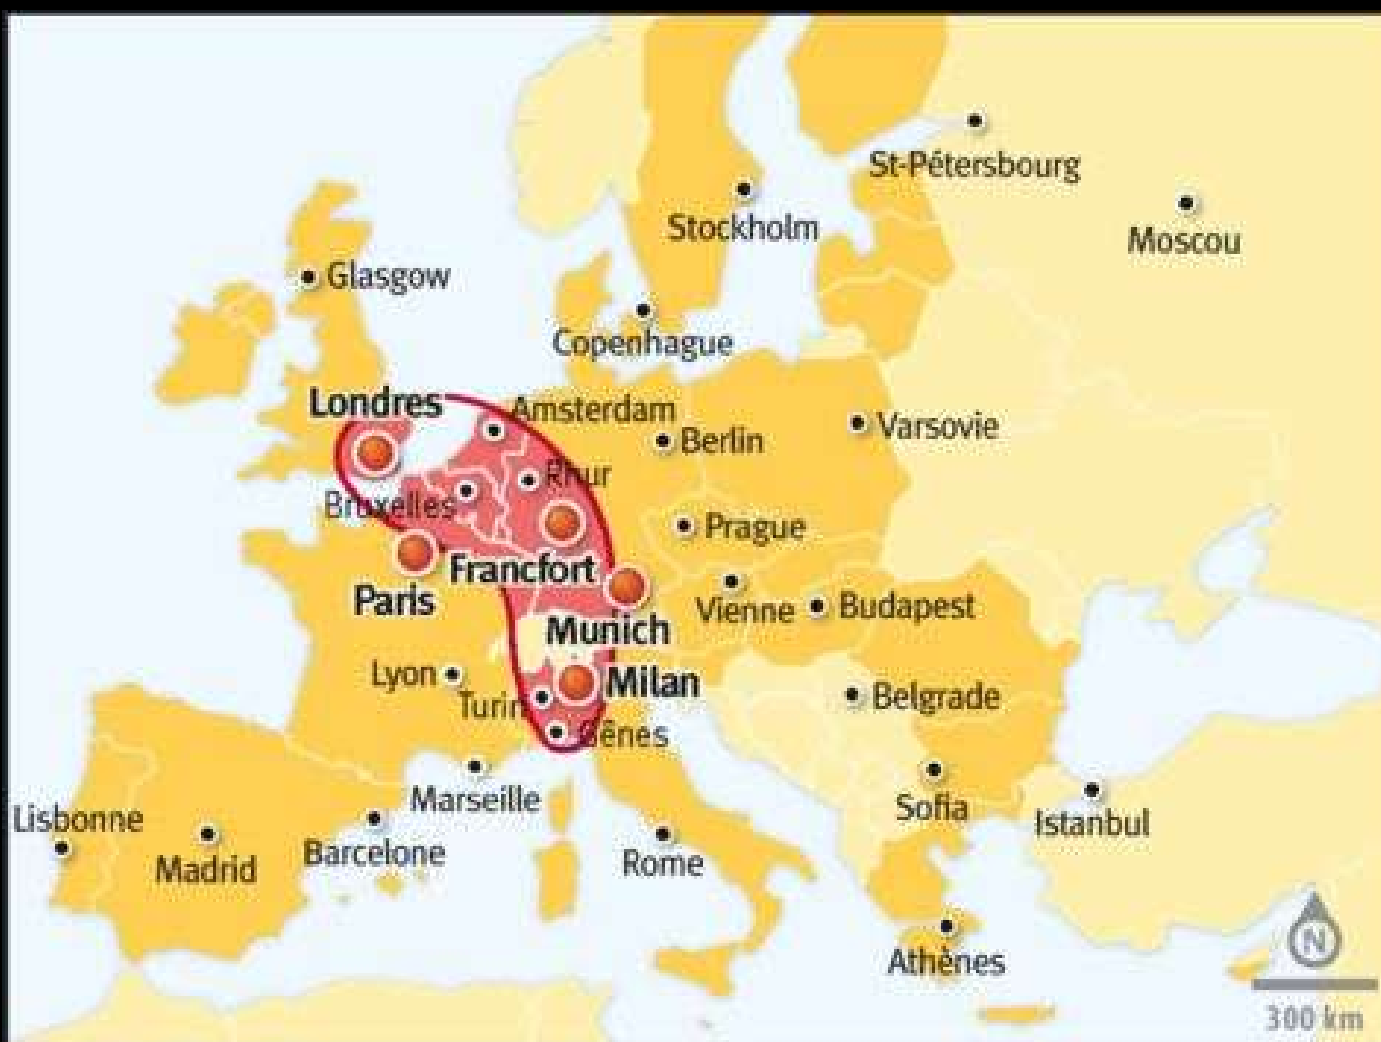 St-Pétersbourg
Stockholm
Moscou
Glasgow
Copenhague
Londres
Amsterdam
Berlin
Varsovie
Rhur
Bruxelles
Prague
Francfort
Paris
Vienne
Budapest
Munich
Lyon
Milan
Turin
Belgrade
Gênes
Marseille
Sofia
Istanbul
Lisbonne
Madrid
Barcelone
Rome
Athènes
N
300 km